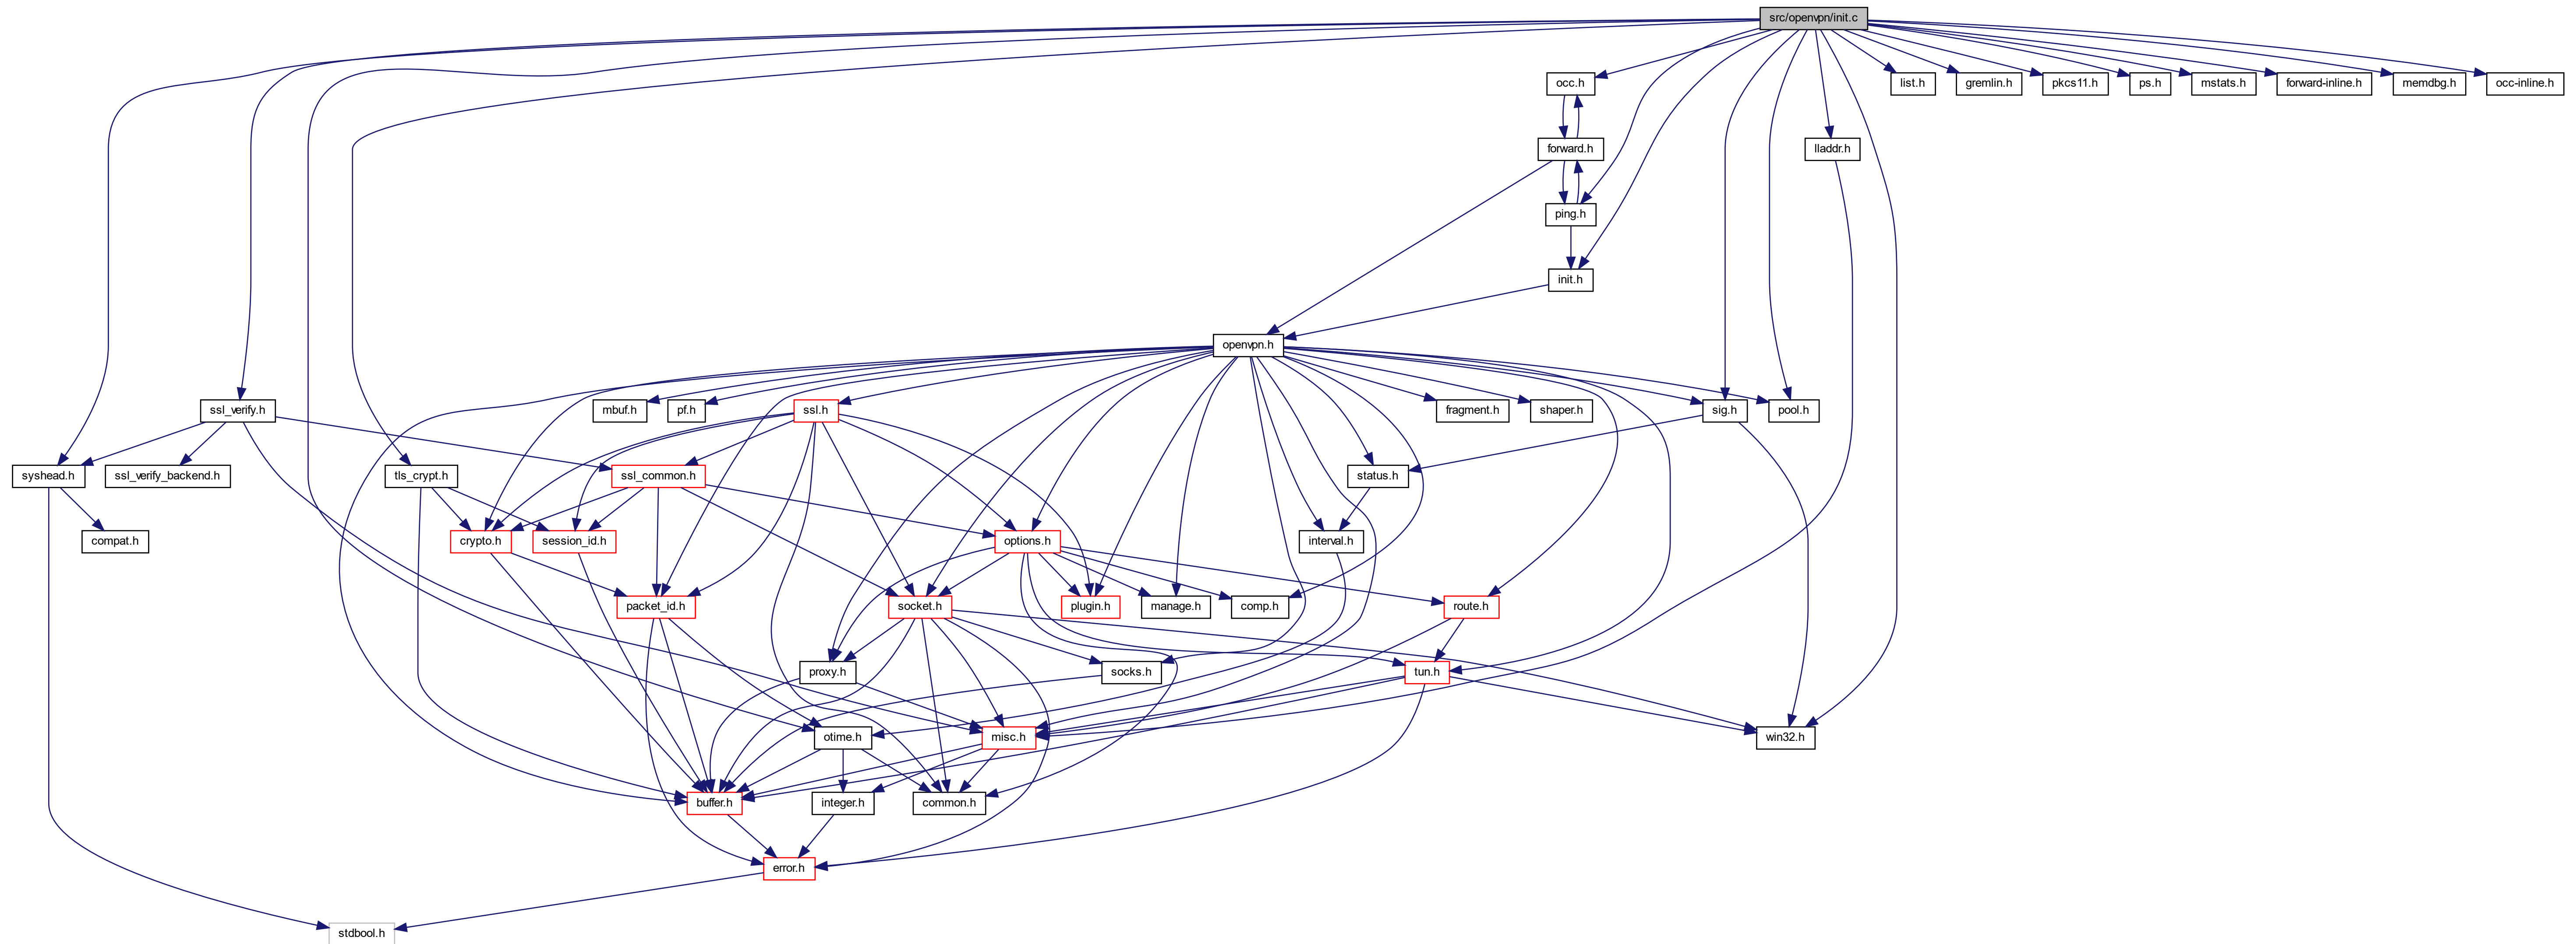 src/openvpn/init.c
occ.h
list.h
gremlin.h
pkcs11.h
ps.h
mstats.h
forward-inline.h
memdbg.h
occ-inline.h
forward.h
lladdr.h
ping.h
init.h
openvpn.h
ssl_verify.h
mbuf.h
pf.h
ssl.h
fragment.h
shaper.h
sig.h
pool.h
syshead.h
ssl_verify_backend.h
tls_crypt.h
ssl_common.h
status.h
compat.h
crypto.h
session_id.h
options.h
interval.h
packet_id.h
socket.h
plugin.h
manage.h
comp.h
route.h
proxy.h
socks.h
tun.h
otime.h
misc.h
win32.h
buffer.h
integer.h
common.h
error.h
stdbool.h